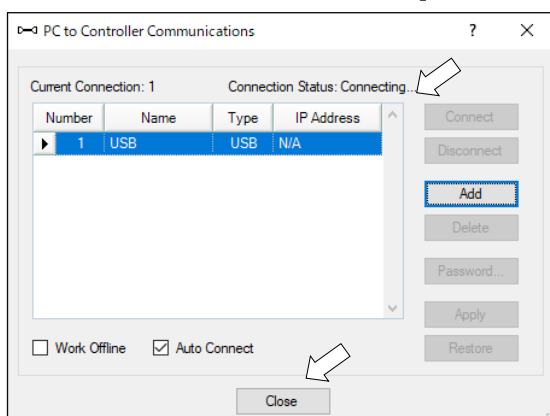 PC to Controller Communications ? ×
Current Connection: 1 Connection Status: Connecting...
Number Name Type IP Address
1 USB USB N/A
Connect
Disconnect
Add
Delete
Password...
Apply
Restore
Work Offline Auto Connect
Close